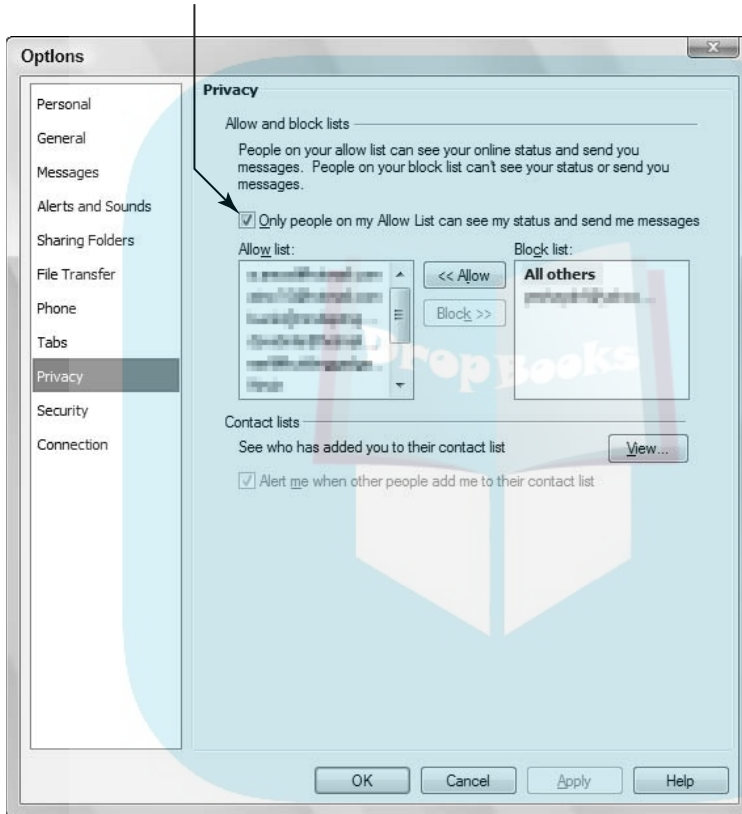 Options
Personal
General
Messages
Alerts and Sounds
Sharing Folders
File Transfer
Phone
Tabs
Privacy
Security
Connection
Privacy
Allow and block lists
People on your allow list can see your online status and send you
messages. People on your block list can't see your status or send you
messages.
Only people on my Allow List can see my status and send me messages
Allow list:
<< Allow
Block >>
Block list:
All others
Contact lists
See who has added you to their contact list
View...
Alert me when other people add me to their contact list
OK
Cancel
Apply
Help
DropBooks